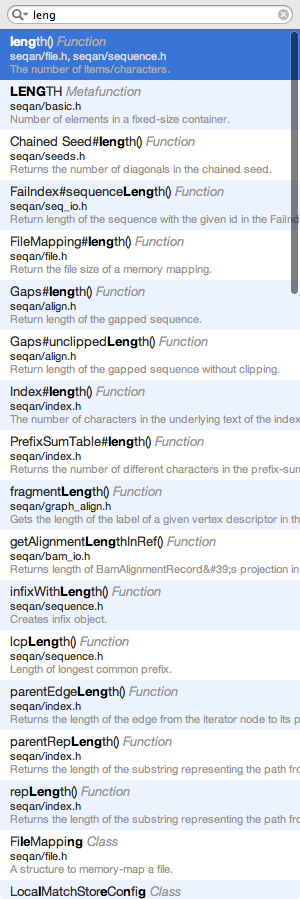 leng
length() Function
seqan/file.h, seqan/sequence.h
The number of items/characters.
LENGTH Metafunction
seqan/basic.h
Number of elements in a fixed-size container.
Chained Seed#length() Function
seqan/seeds.h
Returns the number of diagonals in the chained seed.
FaiIndex#sequenceLength() Function
seqan/seq_io.h
Return length of the sequence with the given id in the FaiInd
FileMapping#length() Function
seqan/file.h
Return the file size of a memory mapping.
Gaps#length() Function
seqan/align.h
Return length of the gapped sequence.
Gaps#unclippedLength() Function
seqan/align.h
Return length of the gapped sequence without clipping.
Index#length() Function
seqan/index.h
The number of characters in the underlying text of the index
PrefixSumTable#length() Function
seqan/index.h
Returns the number of different characters in the prefix-sum
fragmentLength() Function
seqan/graph_align.h
Gets the length of the label of a given vertex descriptor in th
getAlignmentLengthInRef() Function
seqan/bam_io.h
Returns length of BamAlignmentRecord&#39;s projection in
infixWithLength() Function
seqan/sequence.h
Creates infix object.
lcpLength() Function
seqan/sequence.h
Length of longest common prefix.
parentEdgeLength() Function
seqan/index.h
Returns the length of the edge from the iterator node to its p
parentRepLength() Function
seqan/index.h
Returns the length of the substring representing the path fro
repLength() Function
seqan/index.h
Returns the length of the substring representing the path fro
FileMapping Class
seqan/file.h
A structure to memory-map a file.
LocalMatchStoreConfig Class